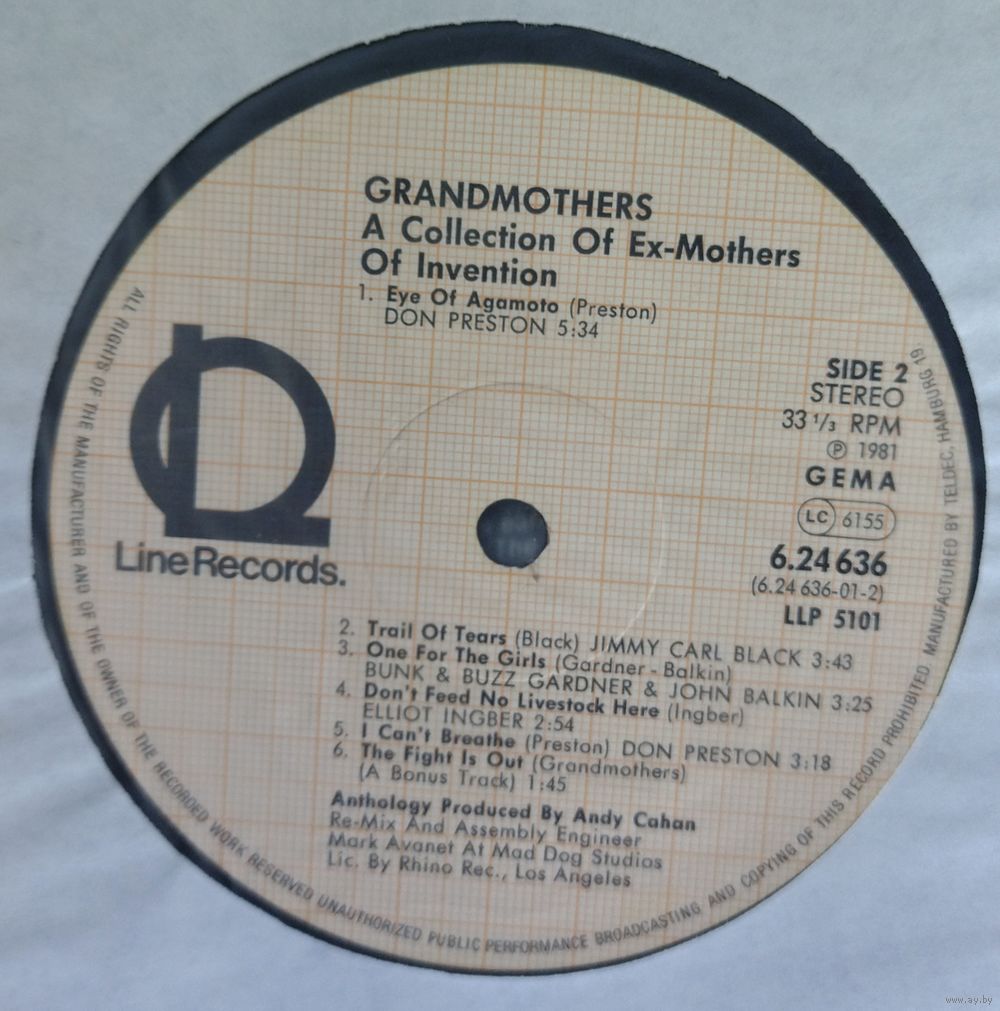 GRANDMOTHERS
A Collection Of Ex-Mothers
Of Invention
1. Eye Of Agamoto (Preston)
DON PRESTON 5:34
SIDE 2
STEREO
33 1/3 RPM
℗ 1981
GEMA
LC 6155
6.24 636
(6.24 636-01-2)
LLP 5101
Line Records.
2. Trail Of Tears (Black) JIMMY CARL BLACK 3:43
3. One For The Girls (Gardner - Balkin)
BUNK & BUZZ GARDNER & JOHN BALKIN 3:25
4. Don't Feed No Livestock Here (Ingber)
ELLIOT INGBER 2:54
5. I Can't Breathe (Preston) DON PRESTON 3:18
6. The Fight Is Out (Grandmothers)
(A Bonus Track) 1:45
Anthology Produced By Andy Cahan
Re-Mix And Assembly Engineer
Mark Avanet At Mad Dog Studios
Lic. By Rhino Rec., Los Angeles
ALL RIGHTS OF THE MANUFACTURER AND OF THE OWNER OF THE RECORDED WORK RESERVED UNAUTHORIZED PUBLIC PERFORMANCE BROADCASTING AND COPYING OF THIS RECORD PROHIBITED MANUFACTURED BY TELDEC, HAMBURG 19
www.ay.by